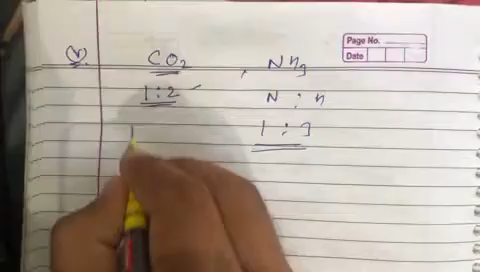 (v) CO₂ , NH₃
1:2 N : H
1 : 3
Page No.
Date